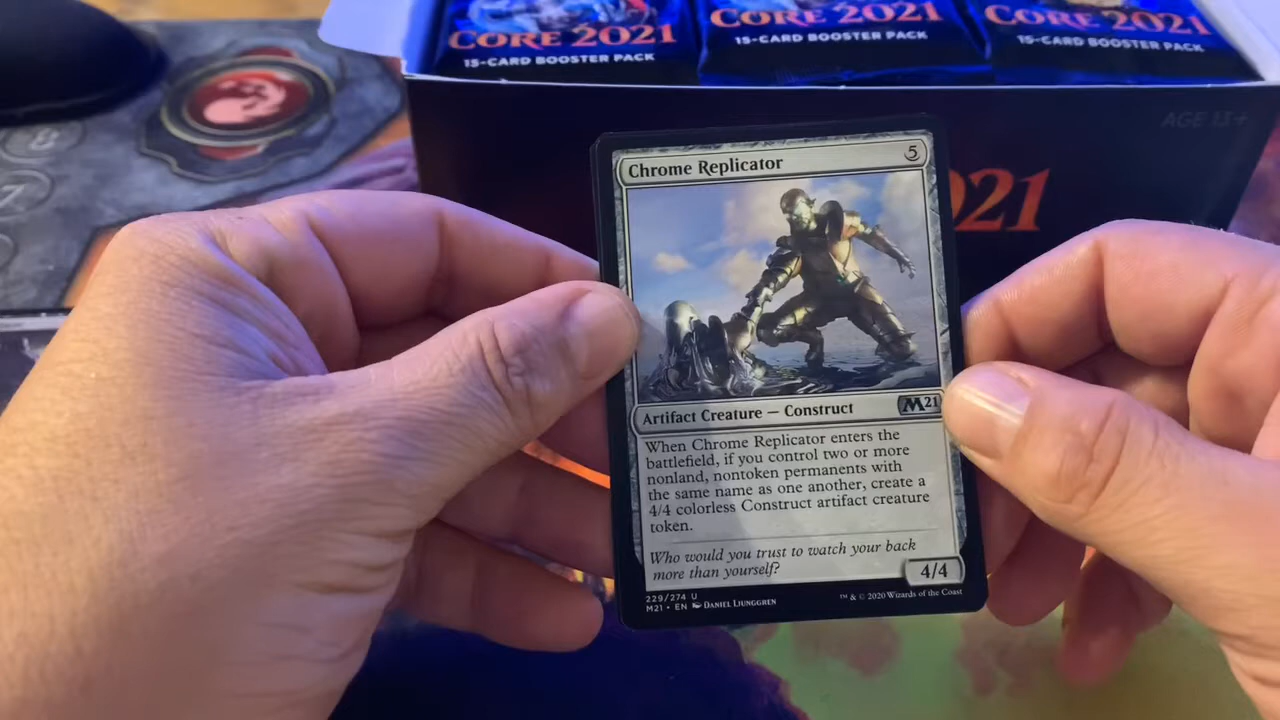 CORE 2021
15-CARD BOOSTER PACK
CORE 2021
15-CARD BOOSTER PACK
CORE 2021
15-CARD BOOSTER PACK
AGE 13+
2021
Chrome Replicator
5
Artifact Creature — Construct
M21
When Chrome Replicator enters the
battlefield, if you control two or more
nonland, nontoken permanents with
the same name as one another, create a
4/4 colorless Construct artifact creature
token.
Who would you trust to watch your back
more than yourself?
4/4
229/274 U
M21 • EN DANIEL LJUNGGREN
™ & © 2020 Wizards of the Coast